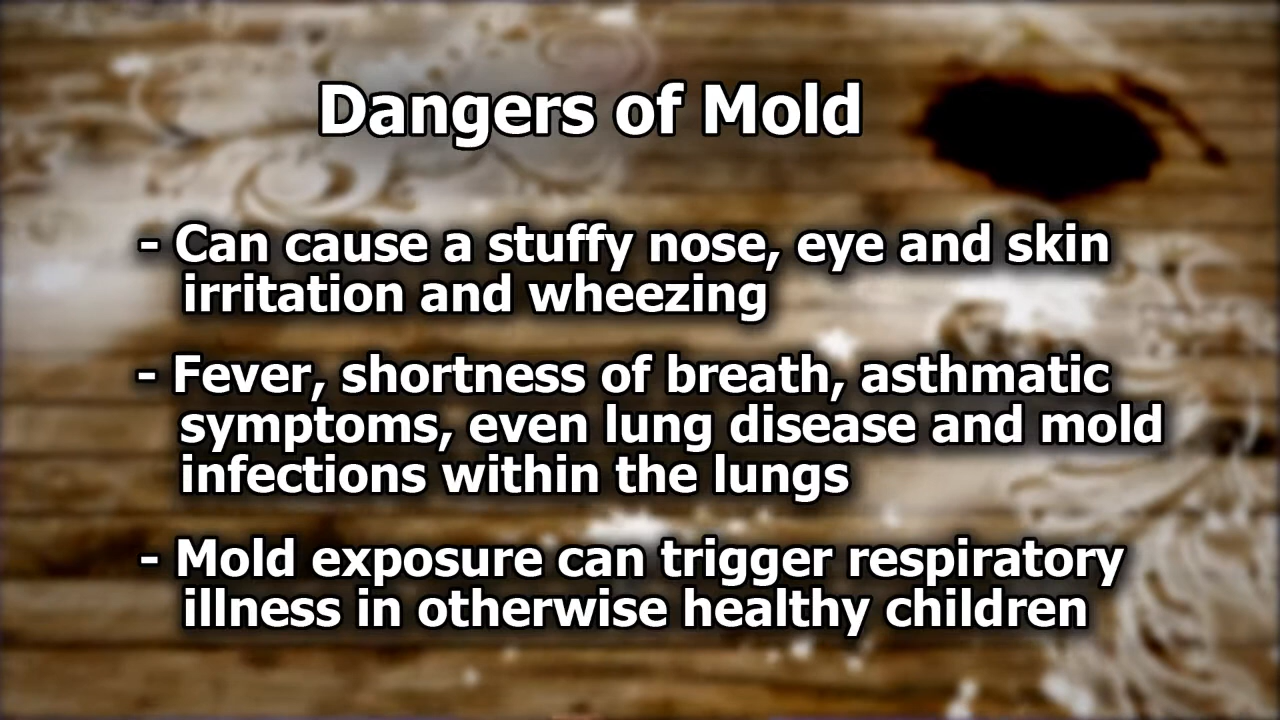 Dangers of Mold
- Can cause a stuffy nose, eye and skin
irritation and wheezing
- Fever, shortness of breath, asthmatic
symptoms, even lung disease and mold
infections within the lungs
- Mold exposure can trigger respiratory
illness in otherwise healthy children